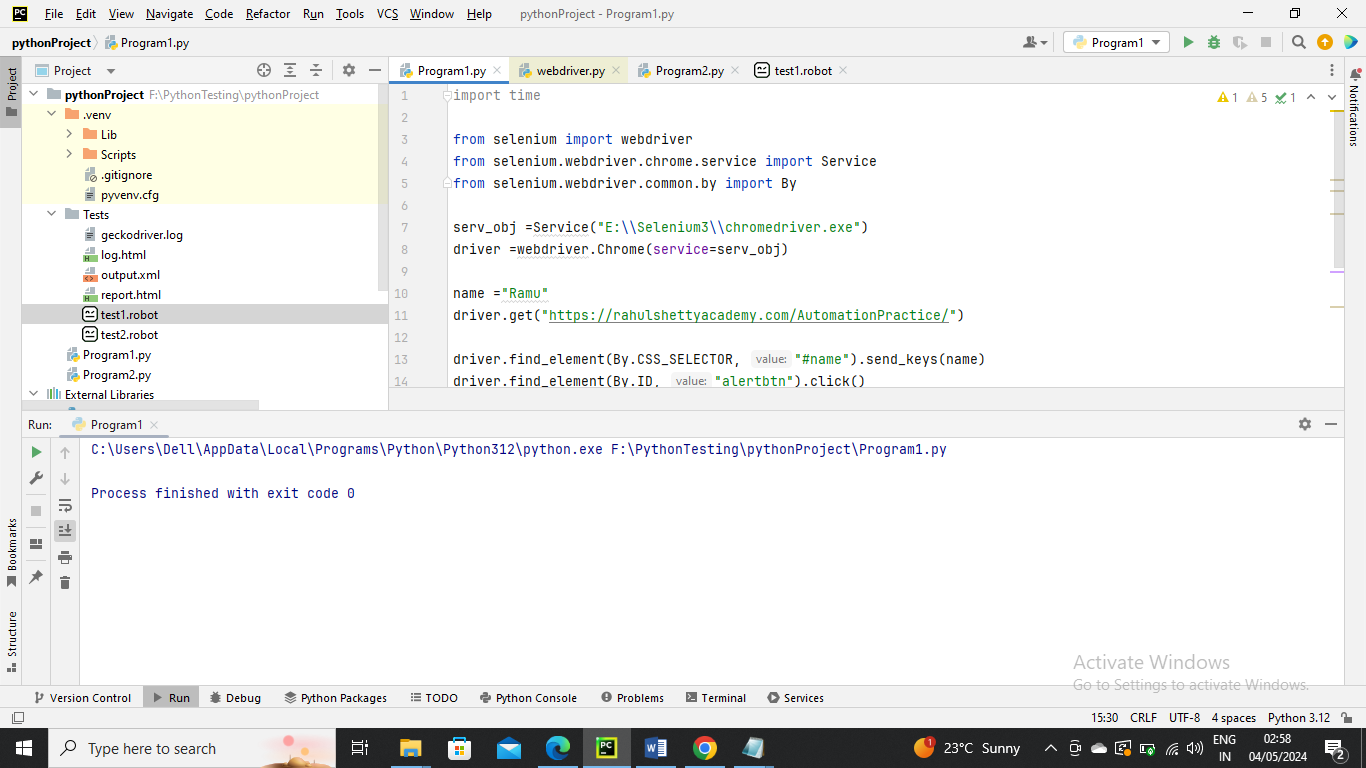 PC File Edit View Navigate Code Refactor Run Tools VCS Window Help pythonProject - Program1.py
pythonProject Program1.py Program1
Project
Project
Program1.py webdriver.py Program2.py test1.robot
Notifications
pythonProject F:\PythonTesting\pythonProject
.venv
Lib
Scripts
.gitignore
pyvenv.cfg
Tests
geckodriver.log
log.html
output.xml
report.html
test1.robot
test2.robot
Program1.py
Program2.py
External Libraries
1 import time
1 5 1
2
3 from selenium import webdriver
4 from selenium.webdriver.chrome.service import Service
5 from selenium.webdriver.common.by import By
6
7 serv_obj =Service("E:\\Selenium3\\chromedriver.exe")
8 driver =webdriver.Chrome(service=serv_obj)
9
10 name ="Ramu"
11 driver.get("https://rahulshettyacademy.com/AutomationPractice/")
12
13 driver.find_element(By.CSS_SELECTOR, value: "#name").send_keys(name)
14 driver.find_element(By.ID, value: "alertbtn").click()
Run: Program1
C:\Users\Dell\AppData\Local\Programs\Python\Python312\python.exe F:\PythonTesting\pythonProject\Program1.py
Process finished with exit code 0
Bookmarks
Structure
Activate Windows
Go to Settings to activate Windows.
Version Control Run Debug Python Packages TODO Python Console Problems Terminal Services
15:30 CRLF UTF-8 4 spaces Python 3.12
Type here to search
PC
W
1
23°C Sunny
ENG
IN
02:58
04/05/2024
2